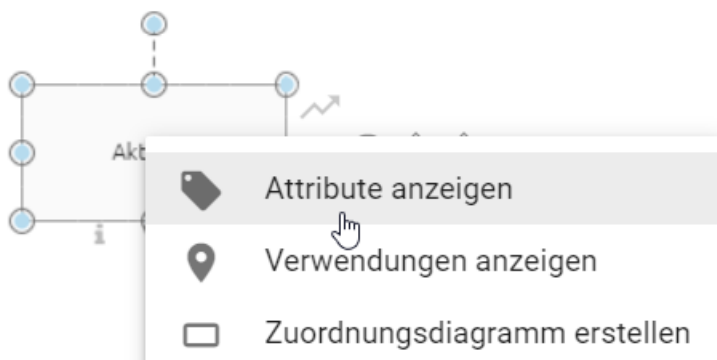 Attribute anzeigen
Verwendungen anzeigen
Zuordnungsdiagramm erstellen